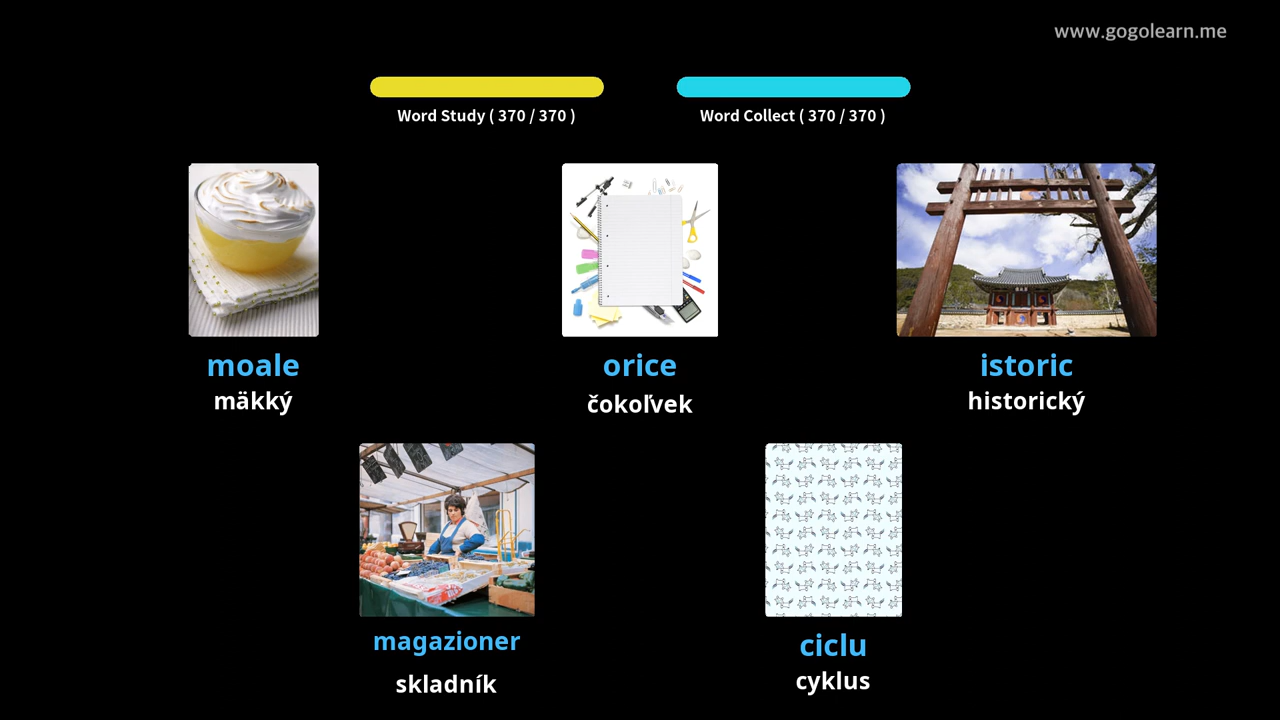 www.gogolearn.me
Word Study ( 370 / 370 )
Word Collect ( 370 / 370 )
moale
mäkký
orice
čokoľvek
istoric
historický
magazioner
skladník
ciclu
cyklus